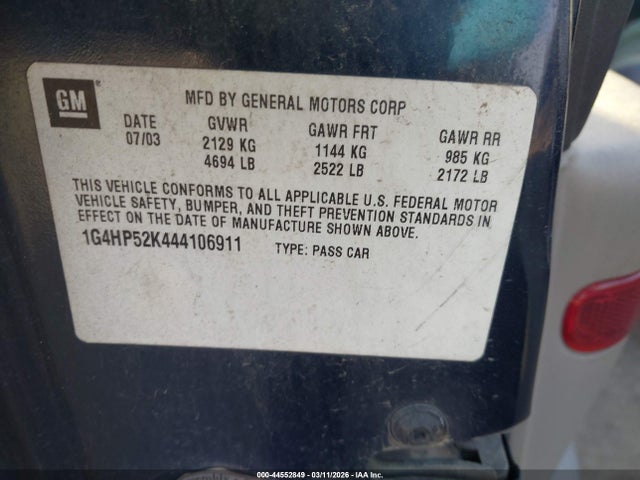 GM
MFD BY GENERAL MOTORS CORP
DATE GVWR GAWR FRT GAWR RR
07/03 2129 KG 1144 KG 985 KG
4694 LB 2522 LB 2172 LB
THIS VEHICLE CONFORMS TO ALL APPLICABLE U.S. FEDERAL MOTOR
VEHICLE SAFETY, BUMPER, AND THEFT PREVENTION STANDARDS IN
EFFECT ON THE DATE OF MANUFACTURE SHOWN ABOVE.
1G4HP52K444106911 TYPE: PASS CAR
000-44552849 - 03/11/2026 - IAA Inc.